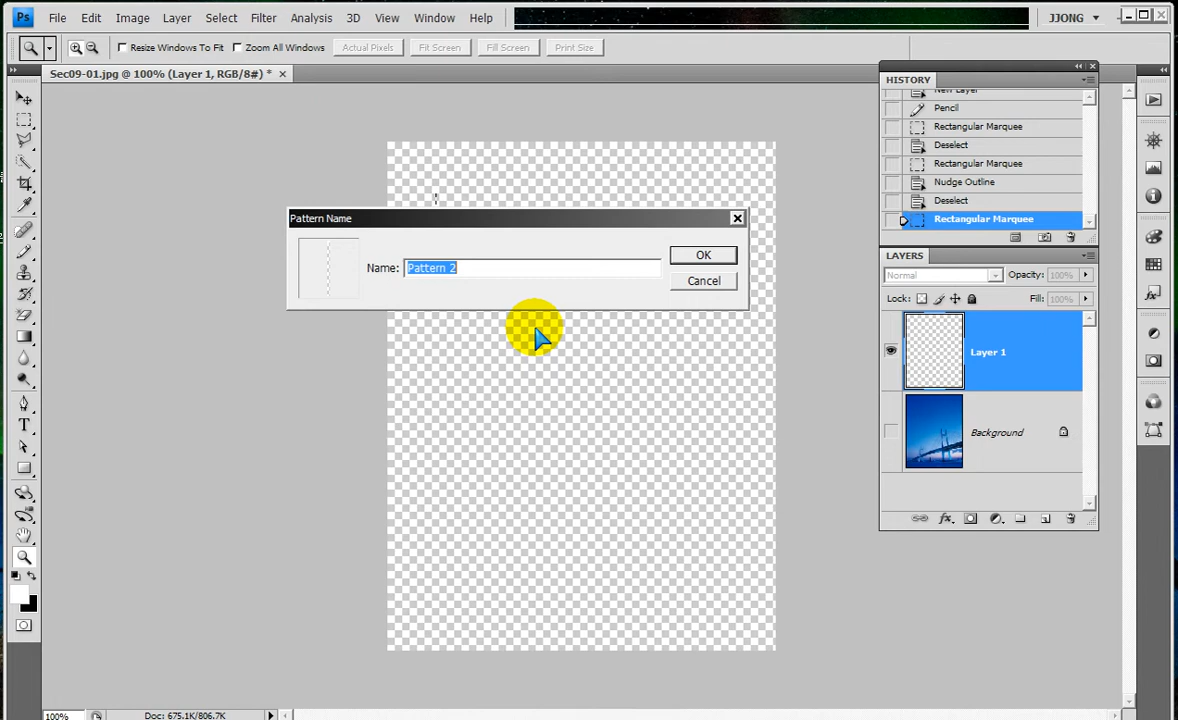 Ps File Edit Image Layer Select Filter Analysis 3D View Window Help JJONG
Resize Windows To Fit Zoom All Windows Actual Pixels Fit Screen Fill Screen Print Size
Sec09-01.jpg @ 100% (Layer 1, RGB/8#) *
HISTORY
New Layer
Pencil
Rectangular Marquee
Deselect
Rectangular Marquee
Nudge Outline
Deselect
Rectangular Marquee
Pattern Name
Name: Pattern 2
OK
Cancel
LAYERS
Normal Opacity: 100%
Lock: Fill: 100%
Layer 1
Background
T
fx
100% Doc: 675.1K/806.7K